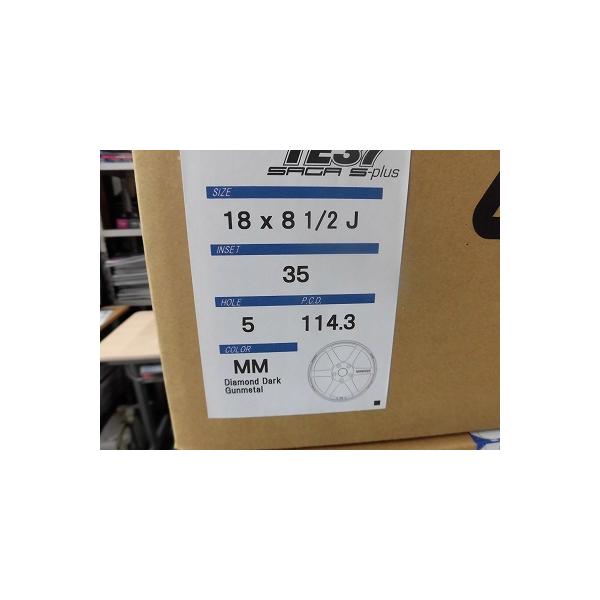 TE37
SAGA S-plus
SIZE
18 x 8 1/2 J
INSET
35
HOLE P.C.D.
5 114.3
COLOR
MM
Diamond Dark
Gunmetal